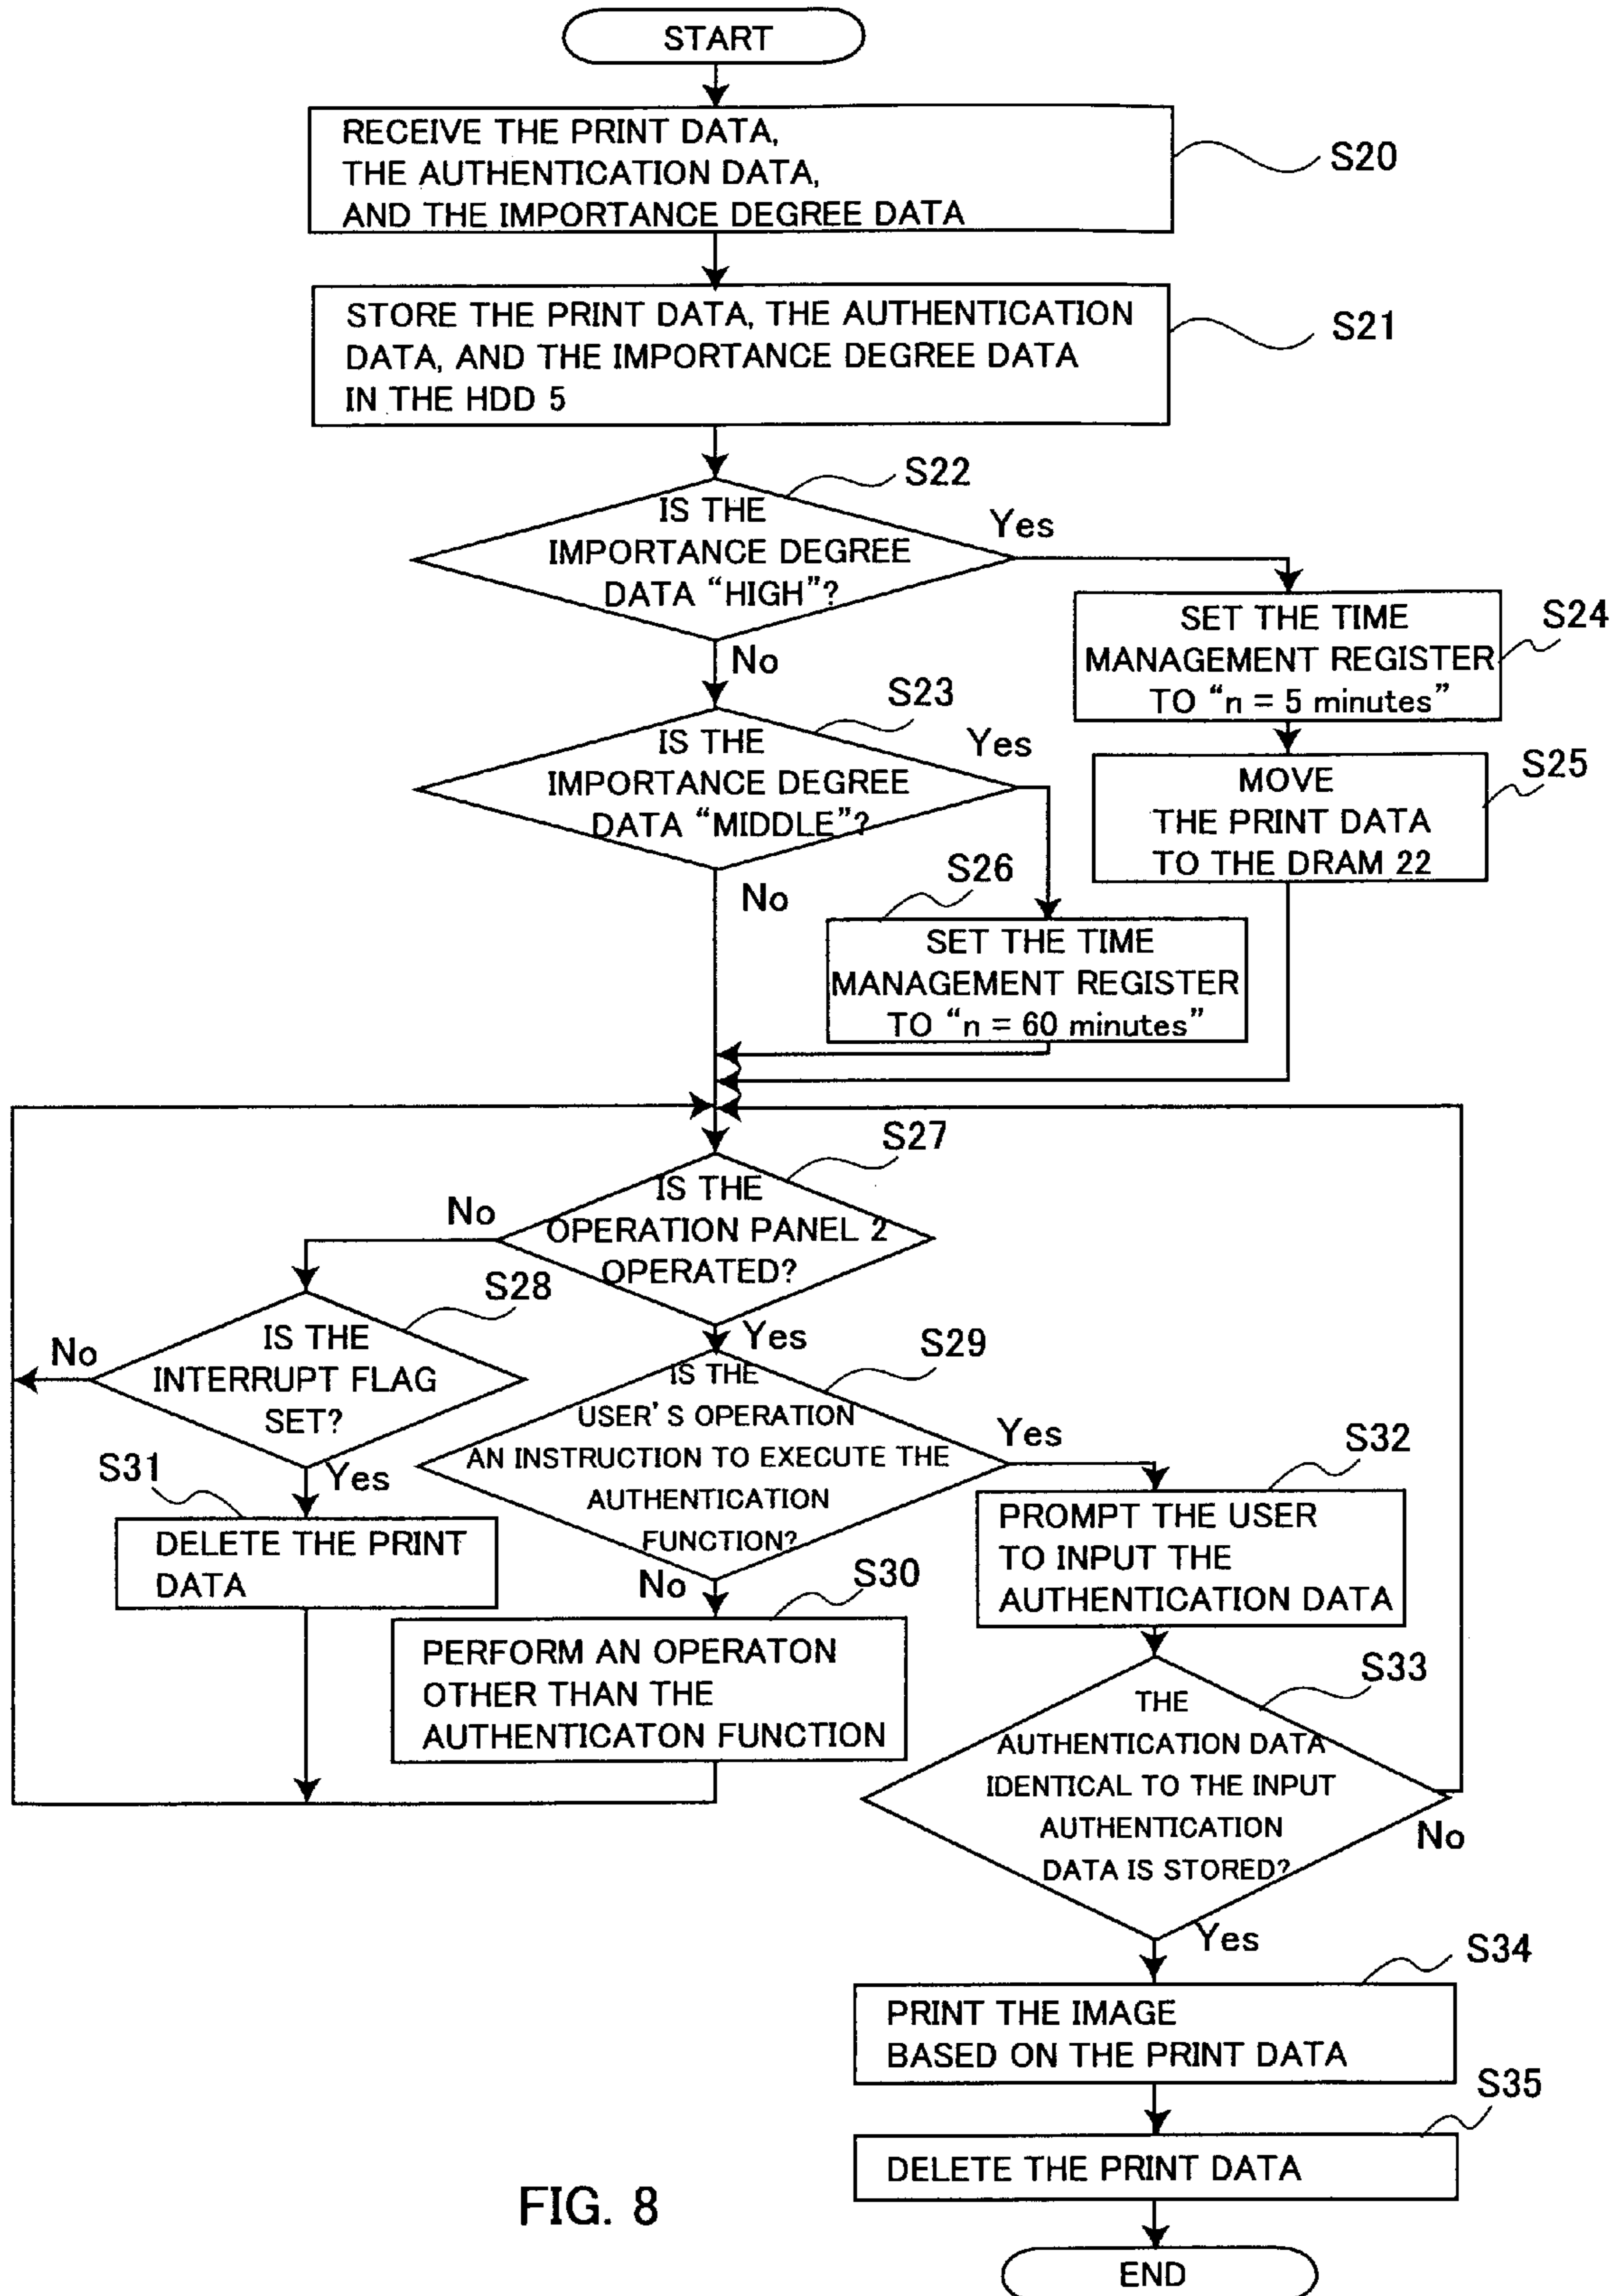 START
RECEIVE THE PRINT DATA,
THE AUTHENTICATION DATA,
AND THE IMPORTANCE DEGREE DATA
S20
STORE THE PRINT DATA, THE AUTHENTICATION
DATA, AND THE IMPORTANCE DEGREE DATA
IN THE HDD 5
S21
S22
IS THE
IMPORTANCE DEGREE
DATA “HIGH”?
Yes
No
SET THE TIME
MANAGEMENT REGISTER
TO “n = 5 minutes”
S24
S23
IS THE
IMPORTANCE DEGREE
DATA “MIDDLE”?
Yes
No
MOVE
THE PRINT DATA
TO THE DRAM 22
S25
S26
SET THE TIME
MANAGEMENT REGISTER
TO “n = 60 minutes”
S27
IS THE
OPERATION PANEL 2
OPERATED?
No
Yes
S28
IS THE
INTERRUPT FLAG
SET?
No
Yes
S29
IS THE
USER'S OPERATION
AN INSTRUCTION TO EXECUTE THE
AUTHENTICATION
FUNCTION?
Yes
No
S31
DELETE THE PRINT
DATA
S30
PERFORM AN OPERATON
OTHER THAN THE
AUTHENTICATON FUNCTION
S32
PROMPT THE USER
TO INPUT THE
AUTHENTICATION DATA
S33
THE
AUTHENTICATION DATA
IDENTICAL TO THE INPUT
AUTHENTICATION
DATA IS STORED?
No
Yes
S34
PRINT THE IMAGE
BASED ON THE PRINT DATA
S35
DELETE THE PRINT DATA
END
FIG. 8